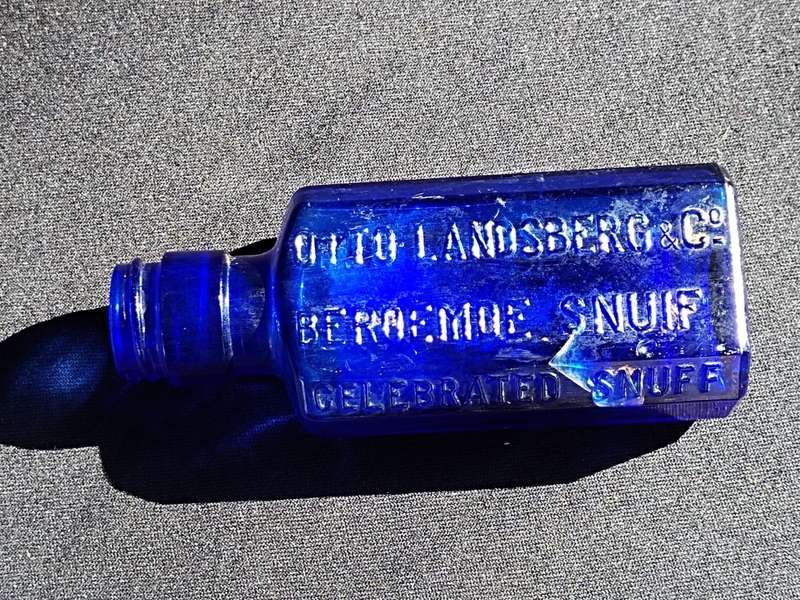 OTTO LANDSBERG & Cº
BEROEMDE SNUIF
CELEBRATED SNUFF